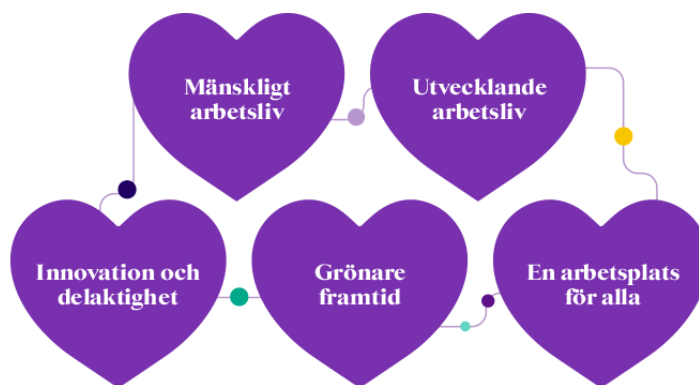 Mänskligt
arbetsliv
Utvecklande
arbetsliv
Innovation och
delaktighet
Grönare
framtid
En arbetsplats
för alla